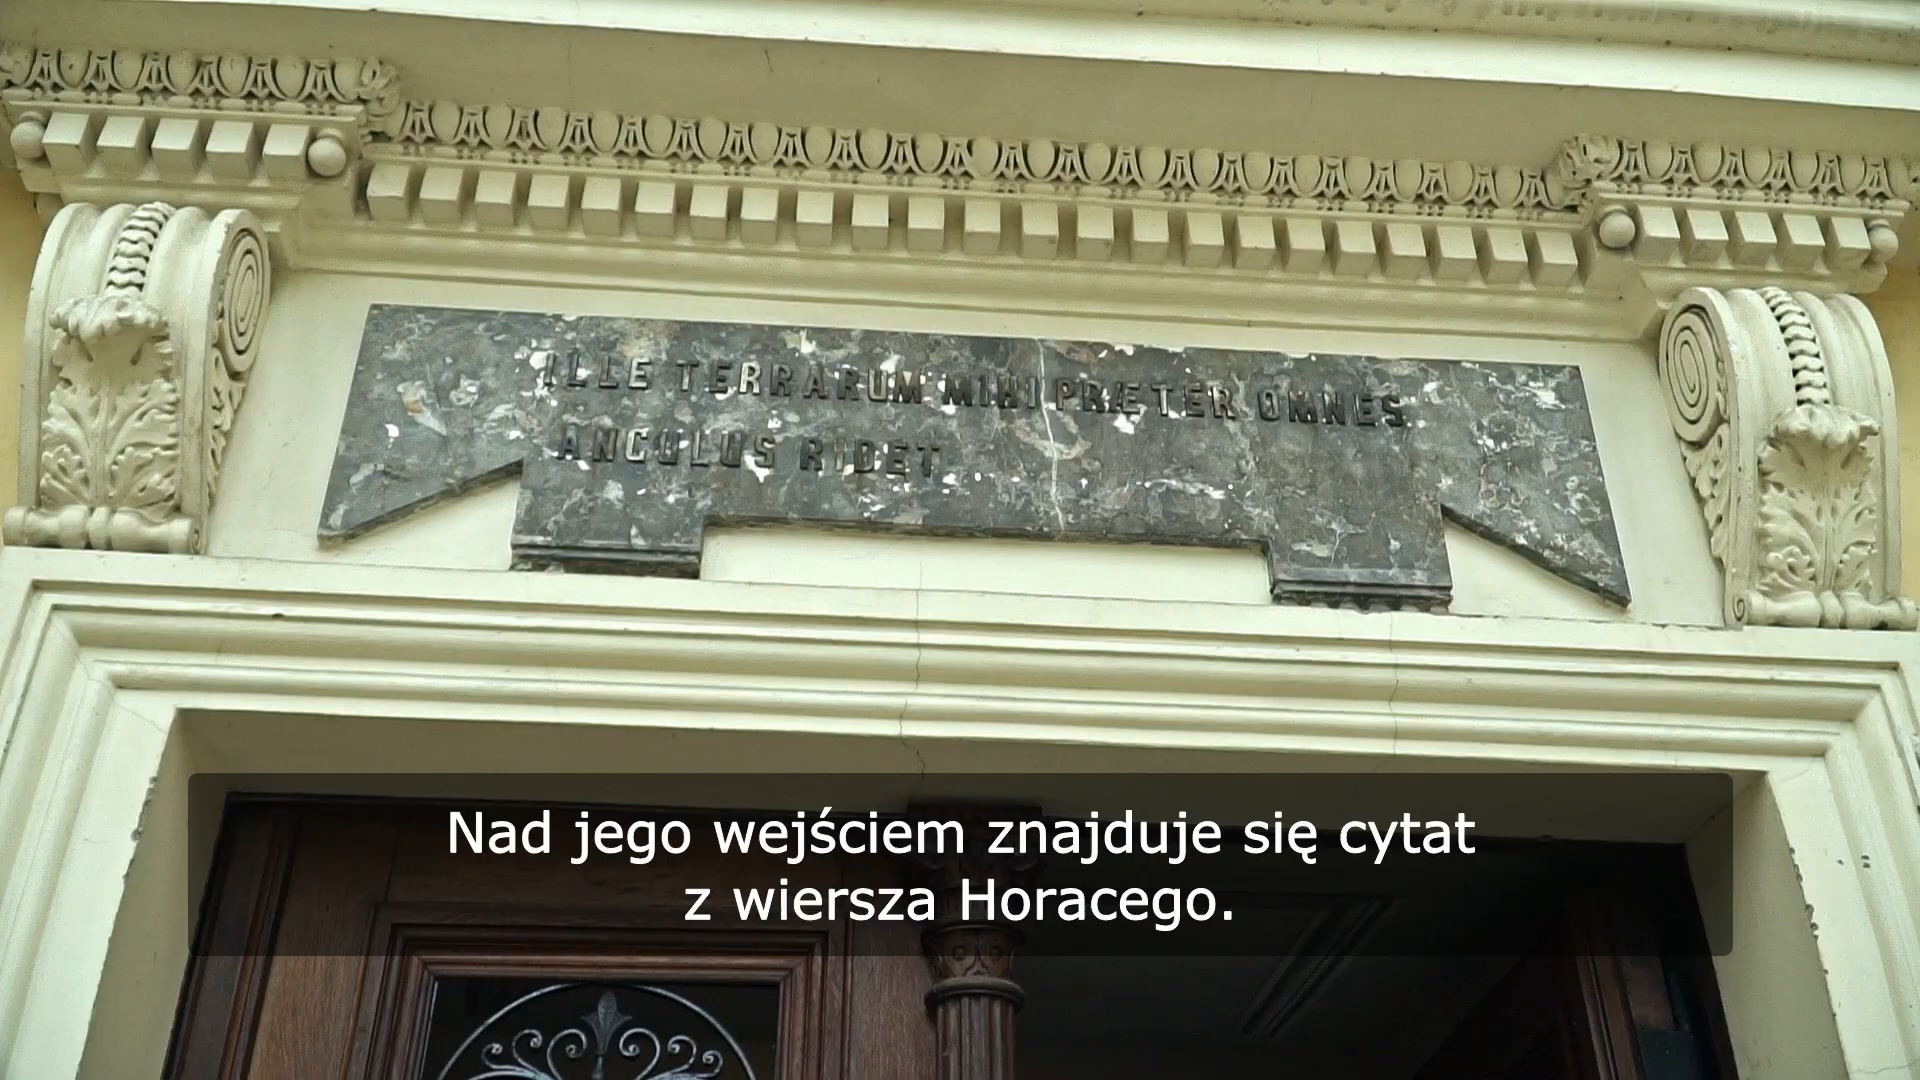 ILLE TERRARUM MIHI PRÆTER OMNES
ANGULUS RIDET
Nad jego wejściem znajduje się cytat
z wiersza Horacego.